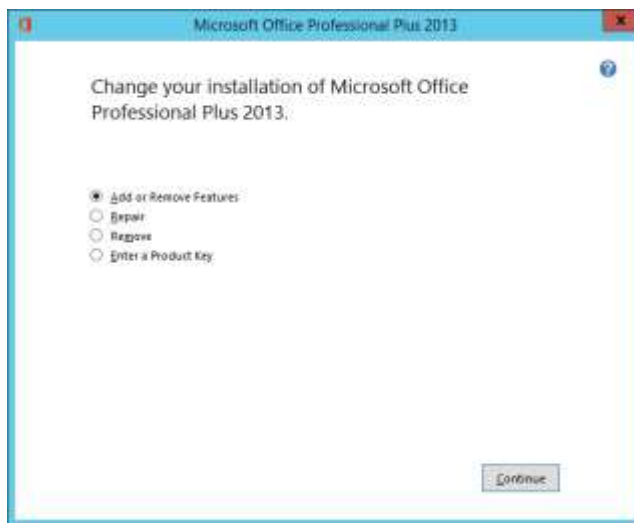 Microsoft Office Professional Plus 2013
Change your installation of Microsoft Office
Professional Plus 2013.
Add or Remove Features
Repair
Remove
Enter a Product Key
Continue